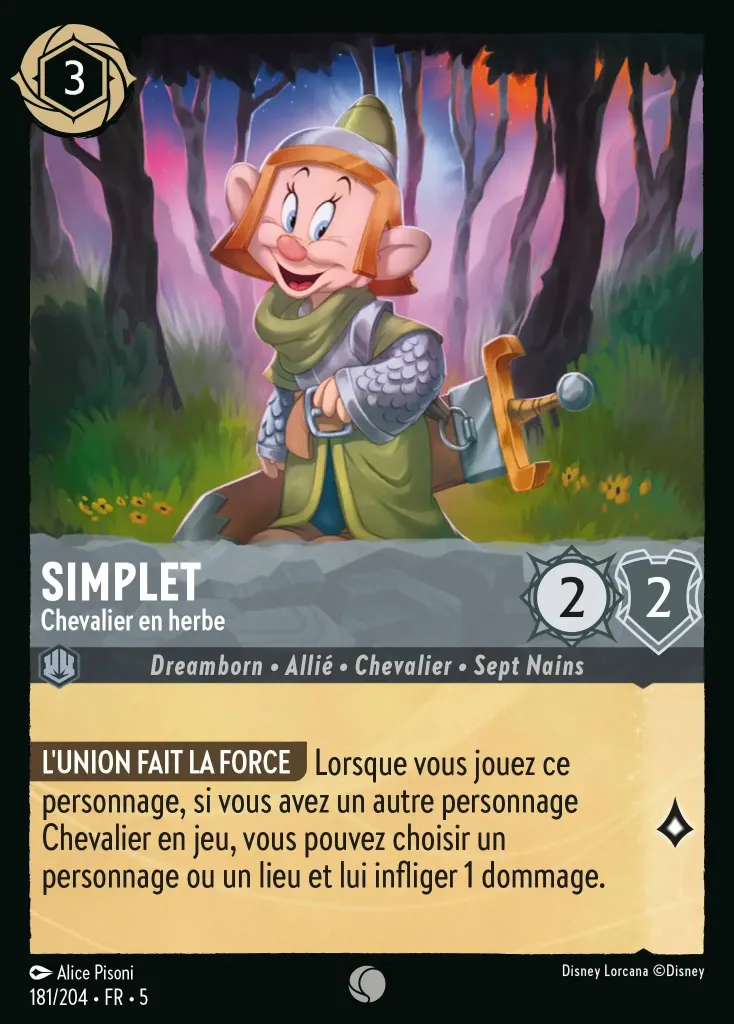 3
SIMPLET
Chevalier en herbe
2
2
Dreamborn • Allié • Chevalier • Sept Nains
L'UNION FAIT LA FORCE Lorsque vous jouez ce
personnage, si vous avez un autre personnage
Chevalier en jeu, vous pouvez choisir un
personnage ou un lieu et lui infliger 1 dommage.
Alice Pisoni
Disney Lorcana ©Disney
181/204 • FR • 5